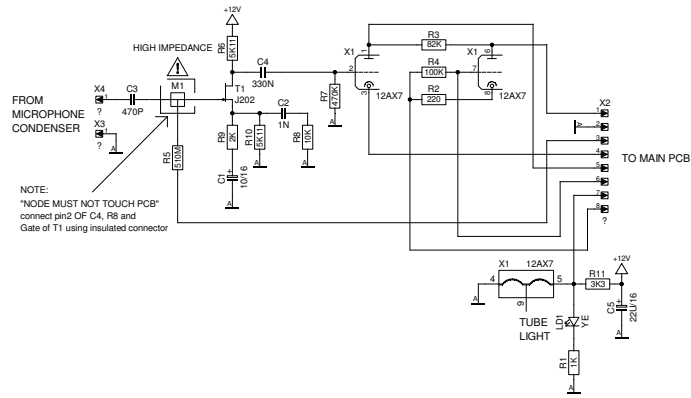 +12V
R6
5K11
HIGH IMPEDANCE
M1
X4
1
?
C3
470P
FROM
MICROPHONE
CONDENSER
X3
1
?
A
T1
J202
C4
330N
R7
470K
A
C2
1N
R9
2K
R10
5K11
R8
10K
A
A
C1
+
10/16
A
R5
510M
NOTE:
"NODE MUST NOT TOUCH PCB"
connect pin2 OF C4, R8 and
Gate of T1 using insulated connector
X1
1
2
3
12AX7
R3
82K
R4
100K
R2
220
X1
6
7
8
12AX7
X2
1
2
3
4
5
6
7
8
?
A
TO MAIN PCB
X1
12AX7
4
5
9
A
TUBE
LIGHT
R11
3K3
+12V
C5
+
22U/16
A
LD1
YE
R1
1K
A